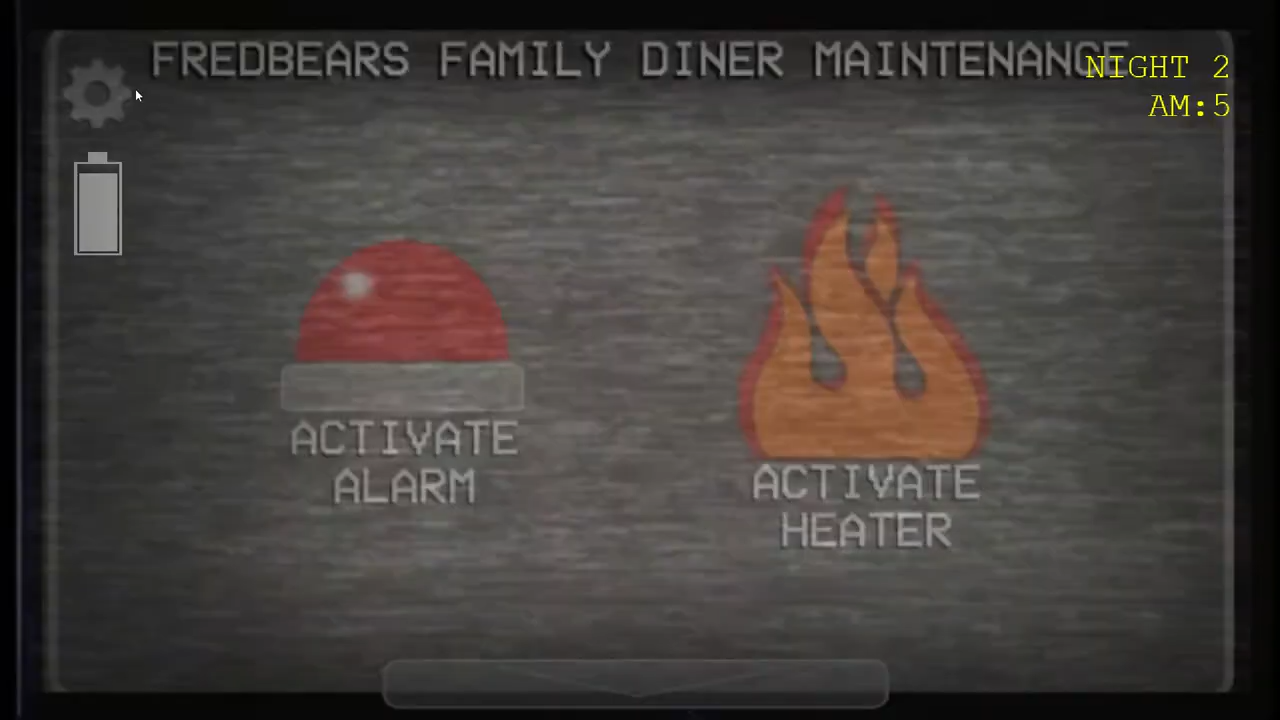 FREDBEARS FAMILY DINER MAINTENANCE
NIGHT 2
AM:5
ACTIVATE
ALARM
ACTIVATE
HEATER